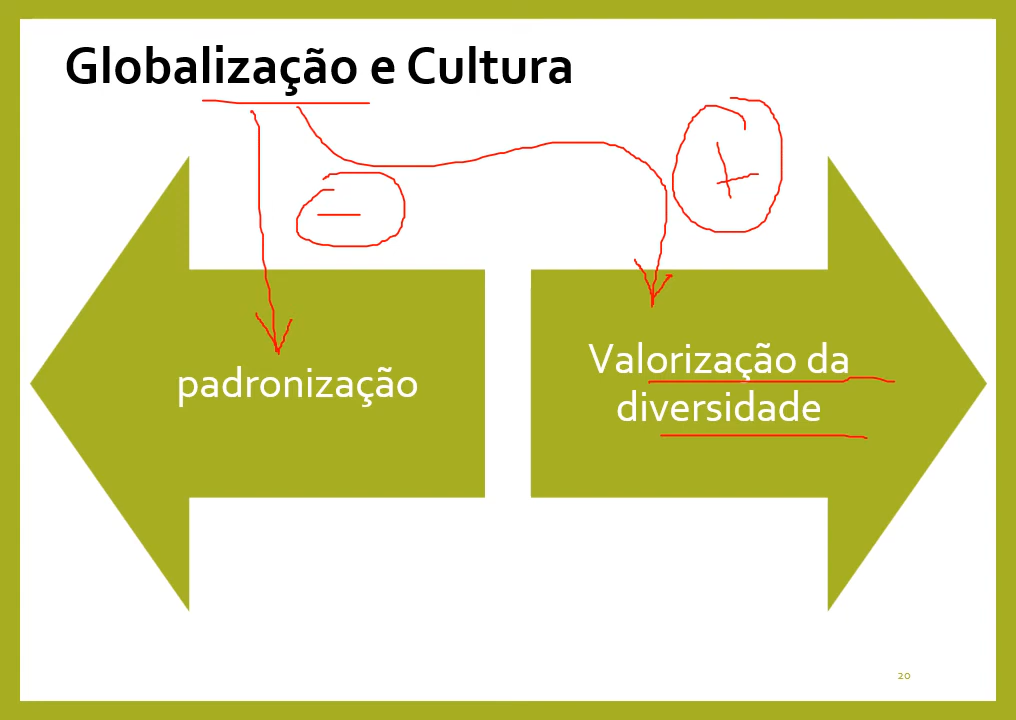 Globalização e Cultura
−
+
padronização
Valorização da
diversidade
20